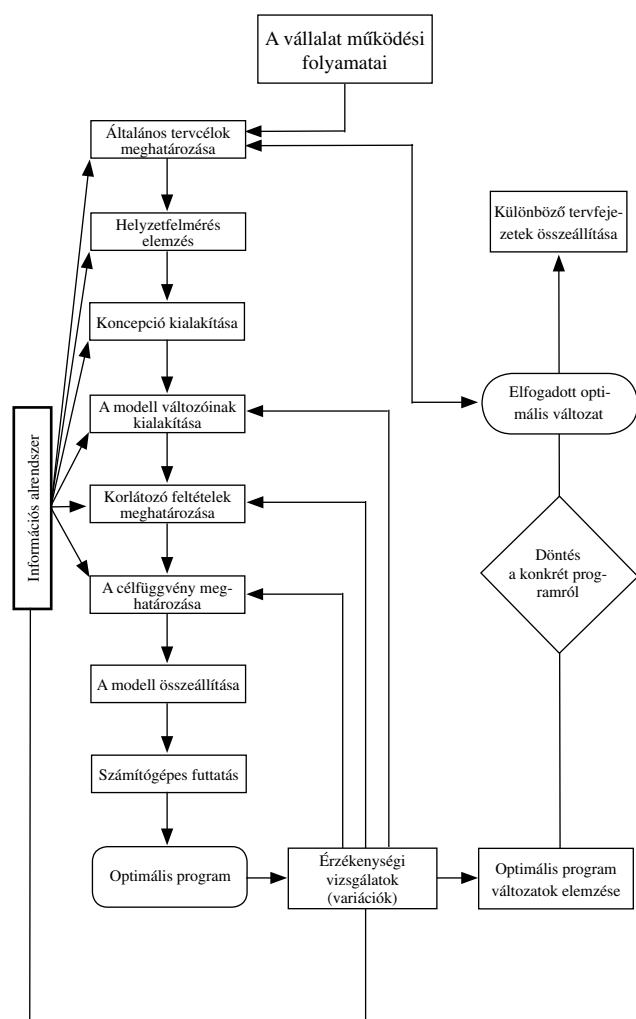 A vállalat működési
folyamatai
Általános tervcélok
meghatározása
Helyzetfelmérés
elemzés
Koncepció kialakítása
A modell változóinak
kialakítása
Korlátozó feltételek
meghatározása
A célfüggvény meg-
határozása
A modell összeállítása
Számítógépes futtatás
Optimális program
Információs alrendszer
Érzékenységi
vizsgálatok
(variációk)
Optimális program
változatok elemzése
Döntés
a konkrét prog-
ramról
Elfogadott opti-
mális változat
Különböző tervfeje-
zetek összeállítása